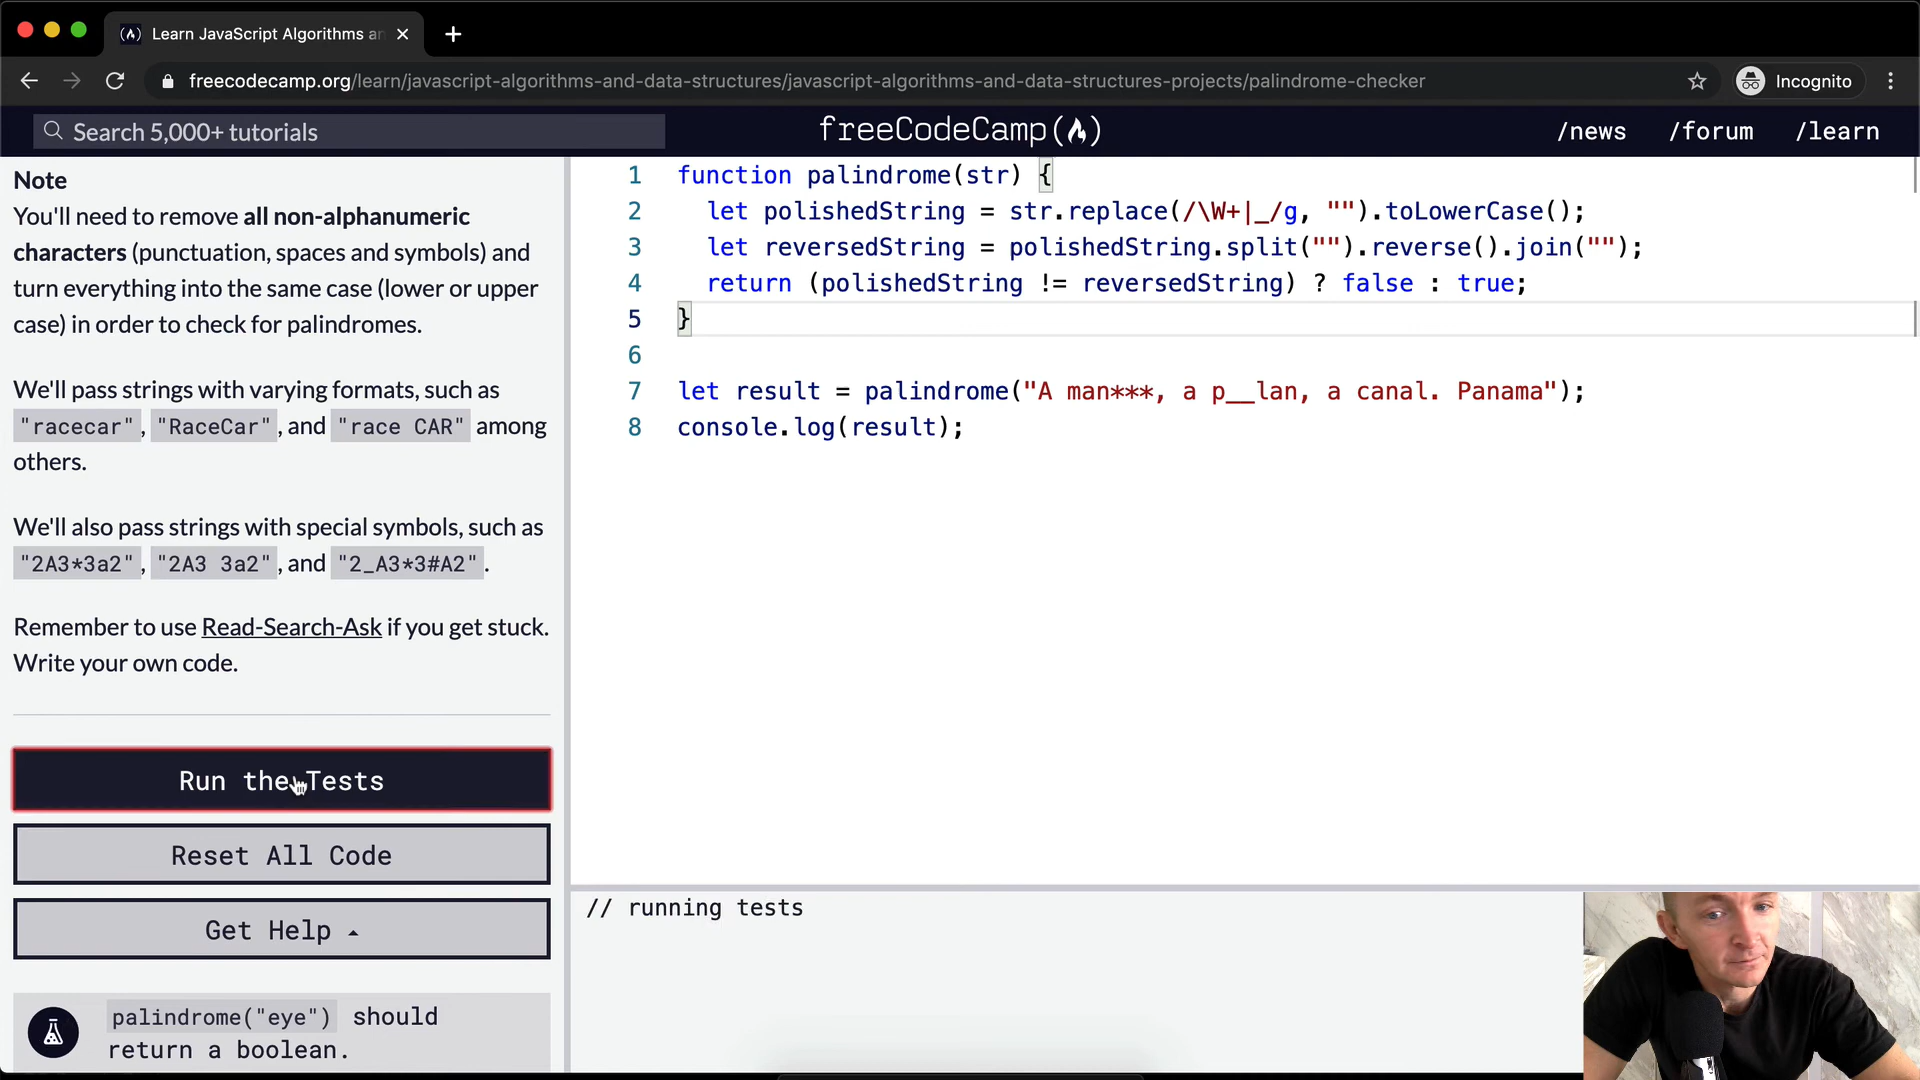 Learn JavaScript Algorithms an
freecodecamp.org/learn/javascript-algorithms-and-data-structures/javascript-algorithms-and-data-structures-projects/palindrome-checker
Incognito
Search 5,000+ tutorials
freeCodeCamp(🔥)
/news /forum /learn
Note
You'll need to remove all non-alphanumeric
characters (punctuation, spaces and symbols) and
turn everything into the same case (lower or upper
case) in order to check for palindromes.
We'll pass strings with varying formats, such as
"racecar", "RaceCar", and "race CAR" among
others.
We'll also pass strings with special symbols, such as
"2A3*3a2", "2A3 3a2", and "2_A3*3#A2".
Remember to use Read-Search-Ask if you get stuck.
Write your own code.
Run the Tests
Reset All Code
Get Help
palindrome("eye") should
return a boolean.
1 function palindrome(str) {
2 let polishedString = str.replace(/\W+|_/g, "").toLowerCase();
3 let reversedString = polishedString.split("").reverse().join("");
4 return (polishedString != reversedString) ? false : true;
5 }
6
7 let result = palindrome("A man***, a p__lan, a canal. Panama");
8 console.log(result);
// running tests